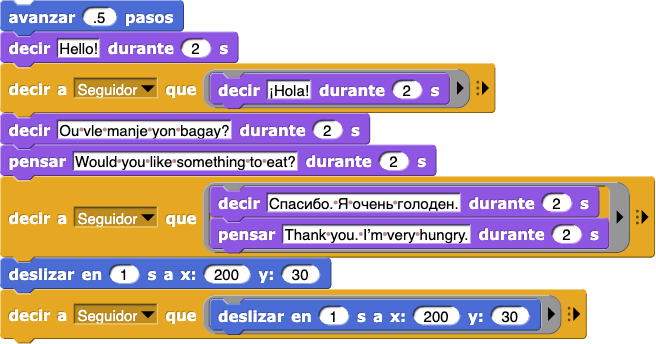 avanzar .5 pasos
decir Hello! durante 2 s
decir a Seguidor que decir ¡Hola! durante 2 s
decir Ou vle manje yon bagay? durante 2 s
pensar Would you like something to eat? durante 2 s
decir a Seguidor que decir Спасибо. Я очень голоден. durante 2 s
pensar Thank you. I'm very hungry. durante 2 s
deslizar en 1 s a x: 200 y: 30
decir a Seguidor que deslizar en 1 s a x: 200 y: 30